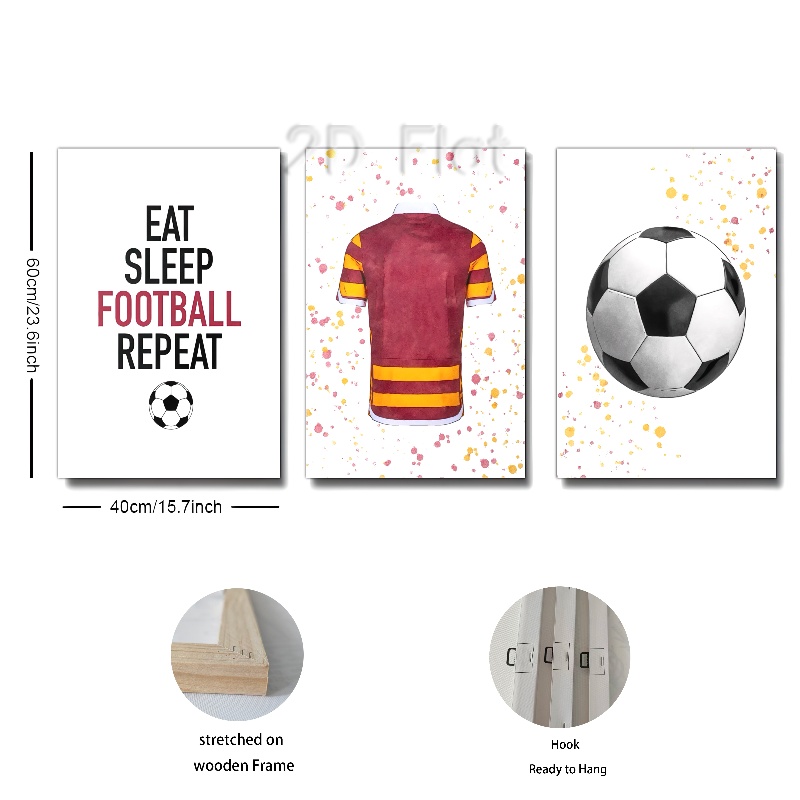 2D Flat
EAT
SLEEP
FOOTBALL
REPEAT
60cm/23.6inch
40cm/15.7inch
stretched on
wooden Frame
Hook
Ready to Hang